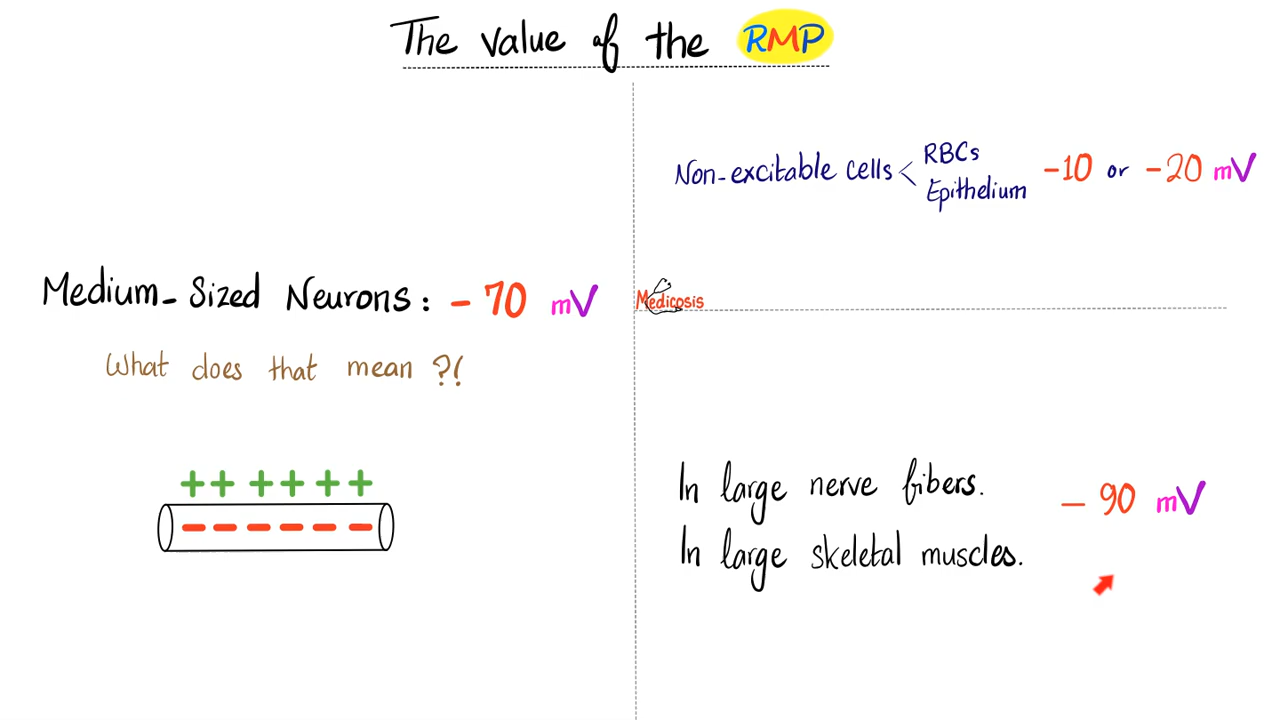 The value of the RMP
Medium-Sized Neurons: -70 mV
What does that mean ?!
++ ++ ++
- - - - - -
Non-excitable cells < RBCs
Epithelium
-10 or -20 mV
Medicosis
In large nerve fibers.
In large skeletal muscles.
- 90 mV